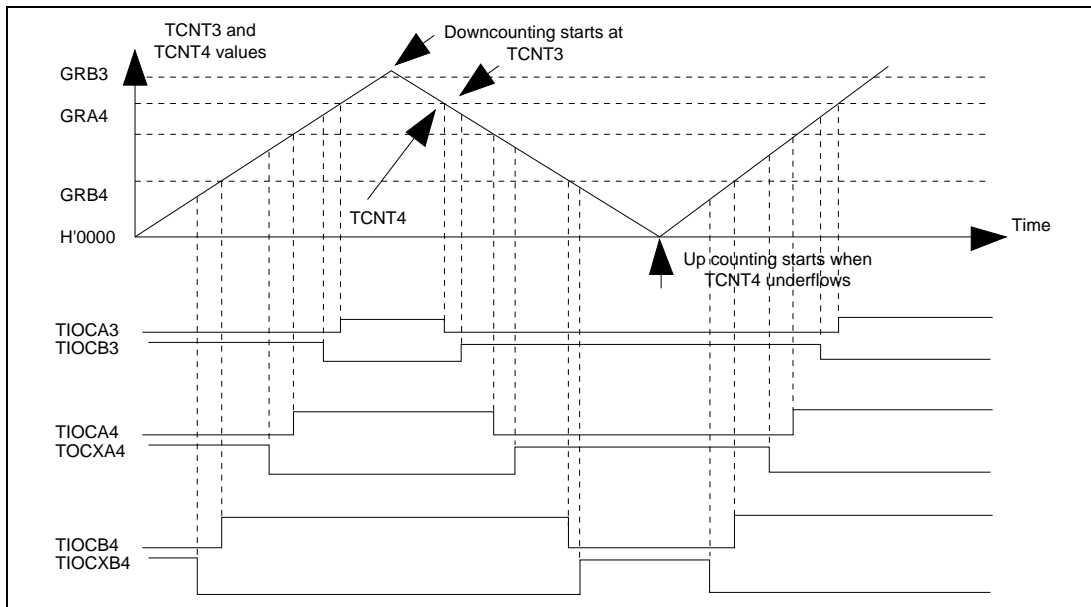 TCNT3 and
TCNT4 values
Downcounting starts at
TCNT3
GRB3
GRA4
GRB4
TCNT4
H'0000
Time
Up counting starts when
TCNT4 underflows
TIOCA3
TIOCB3
TIOCA4
TOCXA4
TIOCB4
TIOCXB4